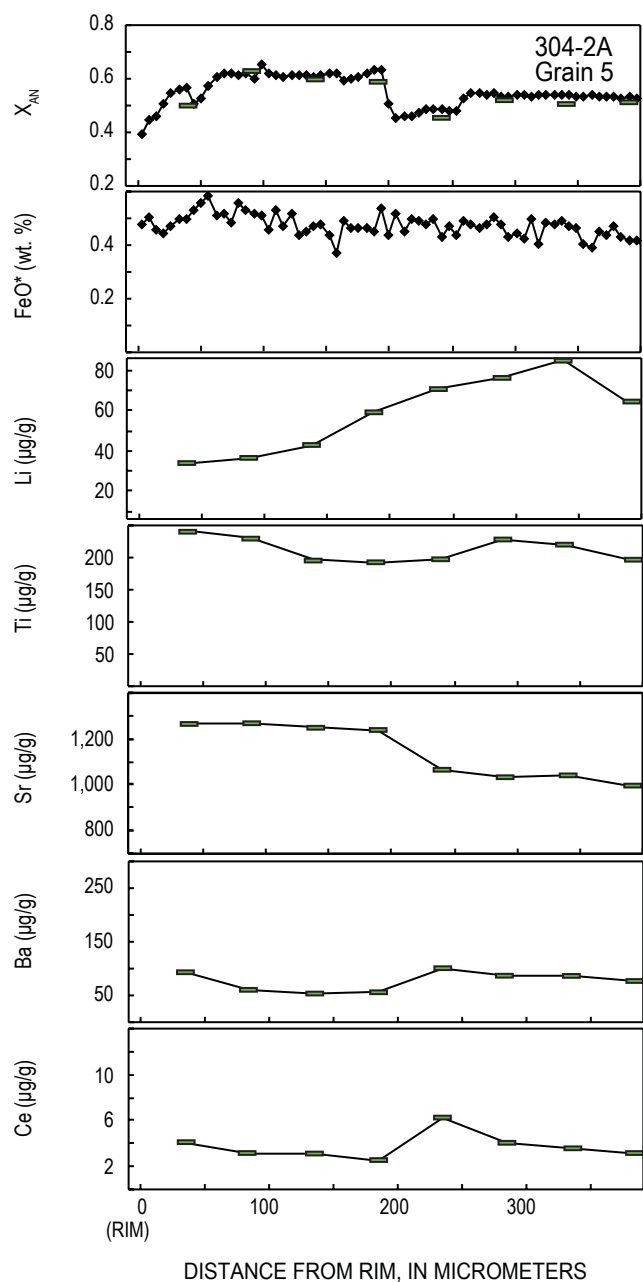 304-2A
Grain 5
X_AN
0.8
0.6
0.4
0.2
FeO* (wt. %)
0.4
0.2
Li (µg/g)
80
60
40
20
Ti (µg/g)
200
150
100
50
Sr (µg/g)
1,200
1,000
800
Ba (µg/g)
250
150
50
Ce (µg/g)
10
6
2
0 100 200 300
(RIM)
DISTANCE FROM RIM, IN MICROMETERS